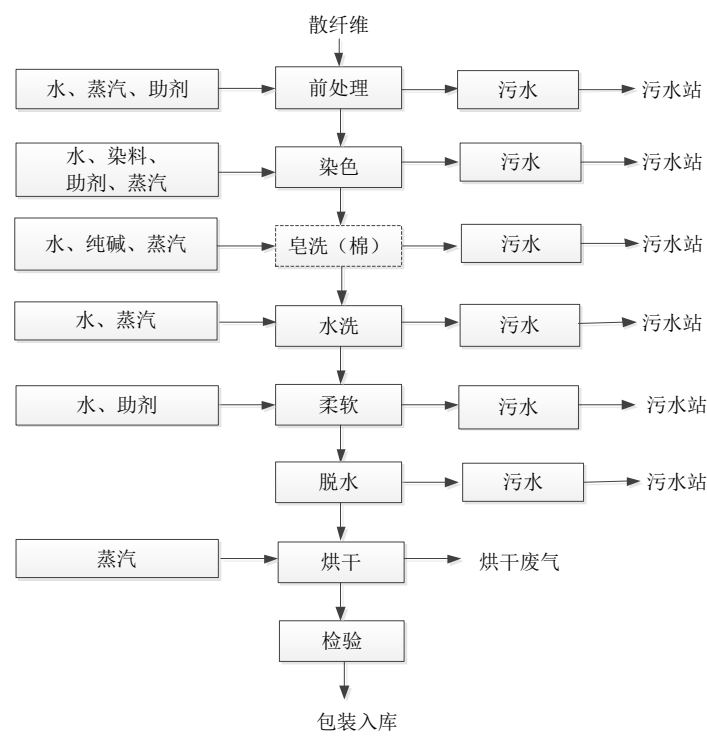 散纤维
水、蒸汽、助剂
前处理
污水
污水站
水、染料、
助剂、蒸汽
染色
污水
污水站
水、纯碱、蒸汽
皂洗（棉）
污水
污水站
水、蒸汽
水洗
污水
污水站
水、助剂
柔软
污水
污水站
脱水
污水
污水站
蒸汽
烘干
烘干废气
检验
包装入库